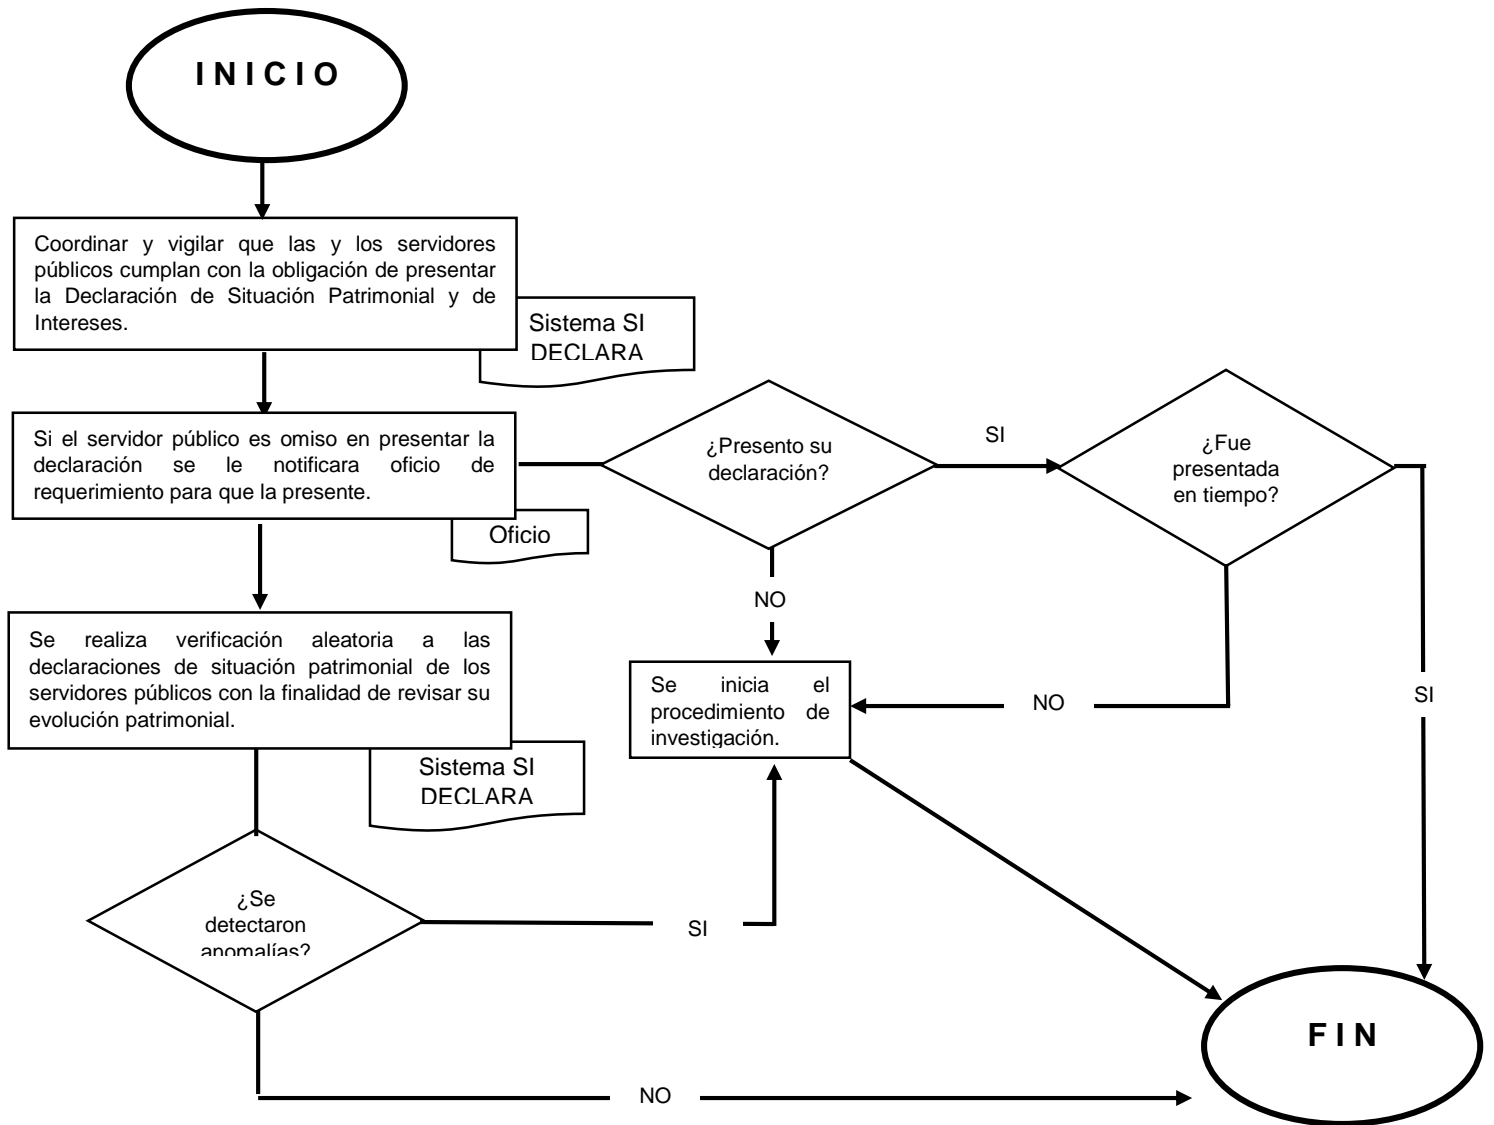 I N I C I O
Coordinar y vigilar que las y los servidores
públicos cumplan con la obligación de presentar
la Declaración de Situación Patrimonial y de
Intereses.
Sistema SI
DECLARA
Si el servidor público es omiso en presentar la
declaración se le notificara oficio de
requerimiento para que la presente.
Oficio
¿Presento su
declaración?
SI
¿Fue
presentada
en tiempo?
NO
Se realiza verificación aleatoria a las
declaraciones de situación patrimonial de los
servidores públicos con la finalidad de revisar su
evolución patrimonial.
Sistema SI
DECLARA
Se inicia el
procedimiento de
investigación.
NO
SI
¿Se
detectaron
anomalías?
SI
F I N
NO